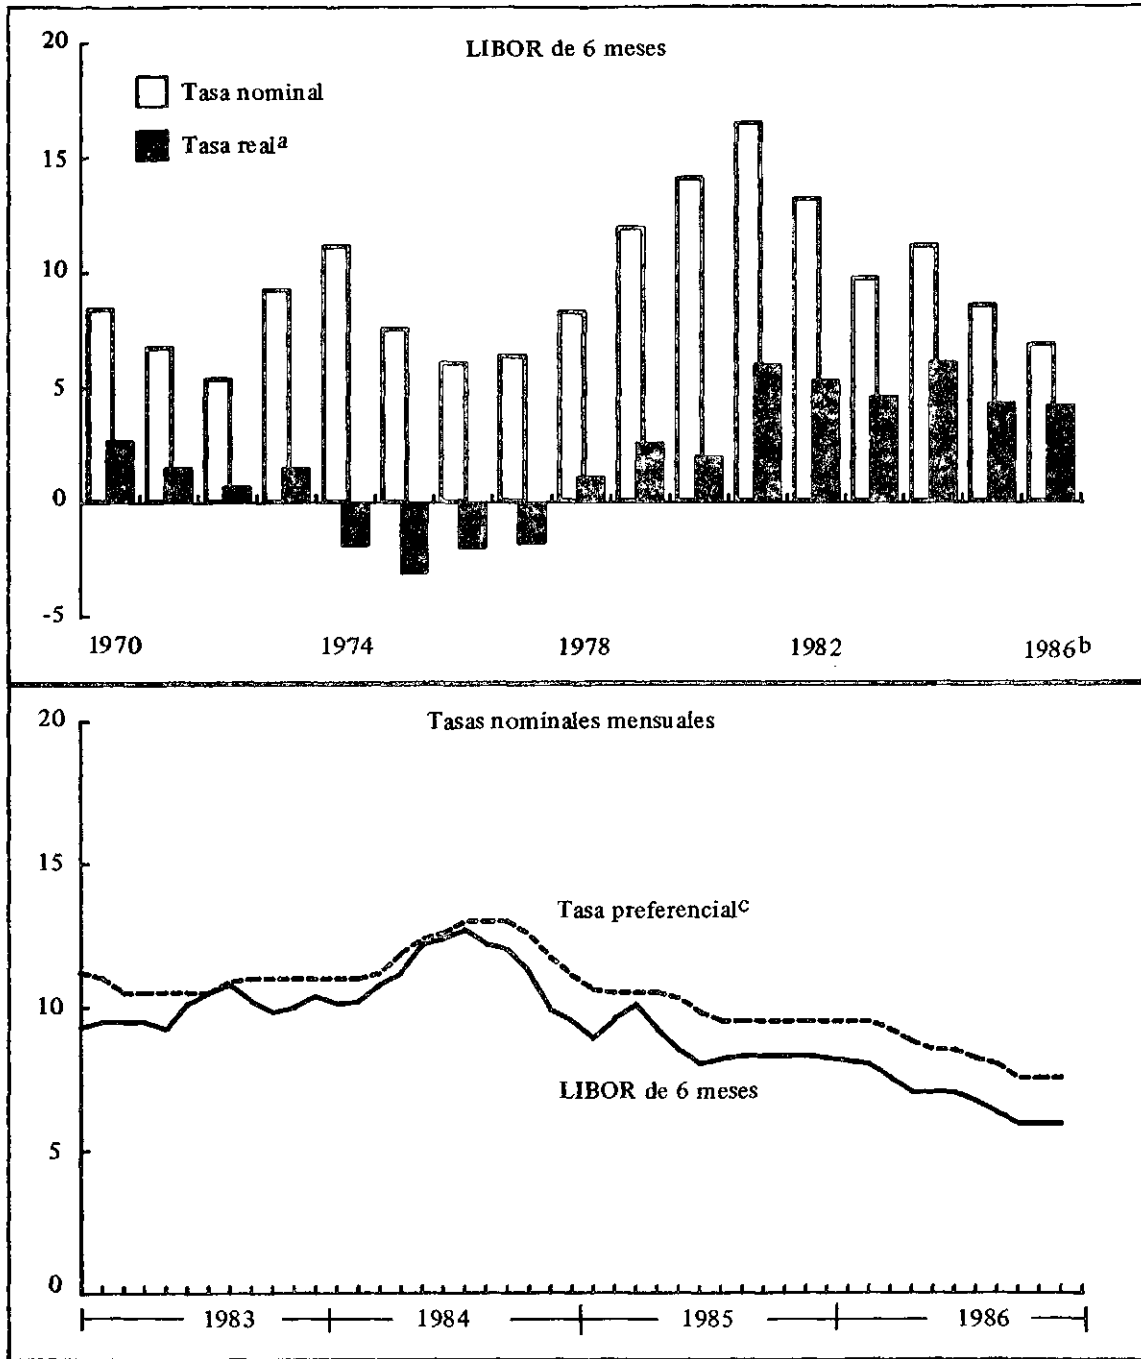 LIBOR de 6 meses
Tasa nominal
Tasa real a
20
15
10
5
0
-5
1970 1974 1978 1982 1986 b
Tasas nominales mensuales
20
15
10
5
0
Tasa preferencial c
LIBOR de 6 meses
1983 1984 1985 1986